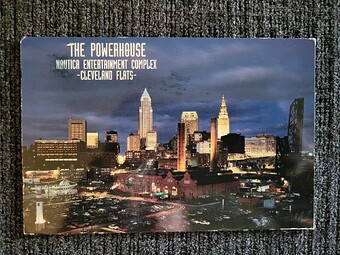 THE POWERHOUSE
NAUTICA ENTERTAINMENT COMPLEX
-CLEVELAND FLATS-